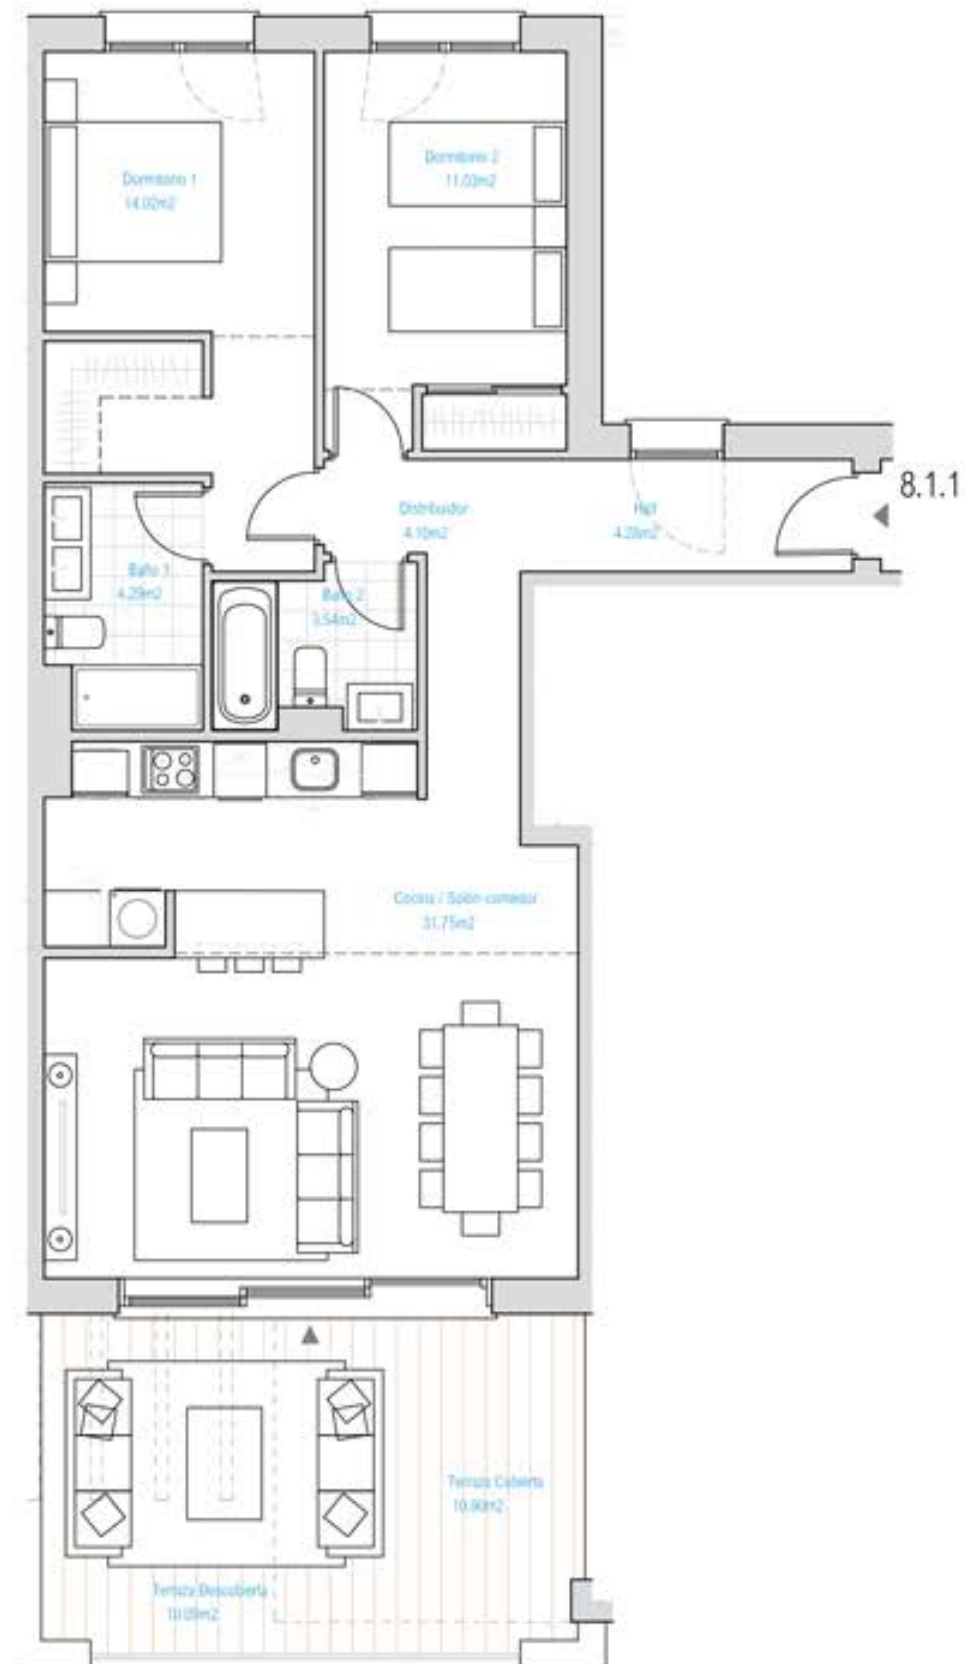 Dormitorio 1
14.02m2
Dormitorio 2
11.03m2
8.1.1
Distribuidor
4.10m2
Hall
4.28m2
Baño 1
4.29m2
Baño 2
3.54m2
Cocina / Salón-comedor
31.75m2
Terraza Cubierta
10.90m2
Terraza Descubierta
10.09m2